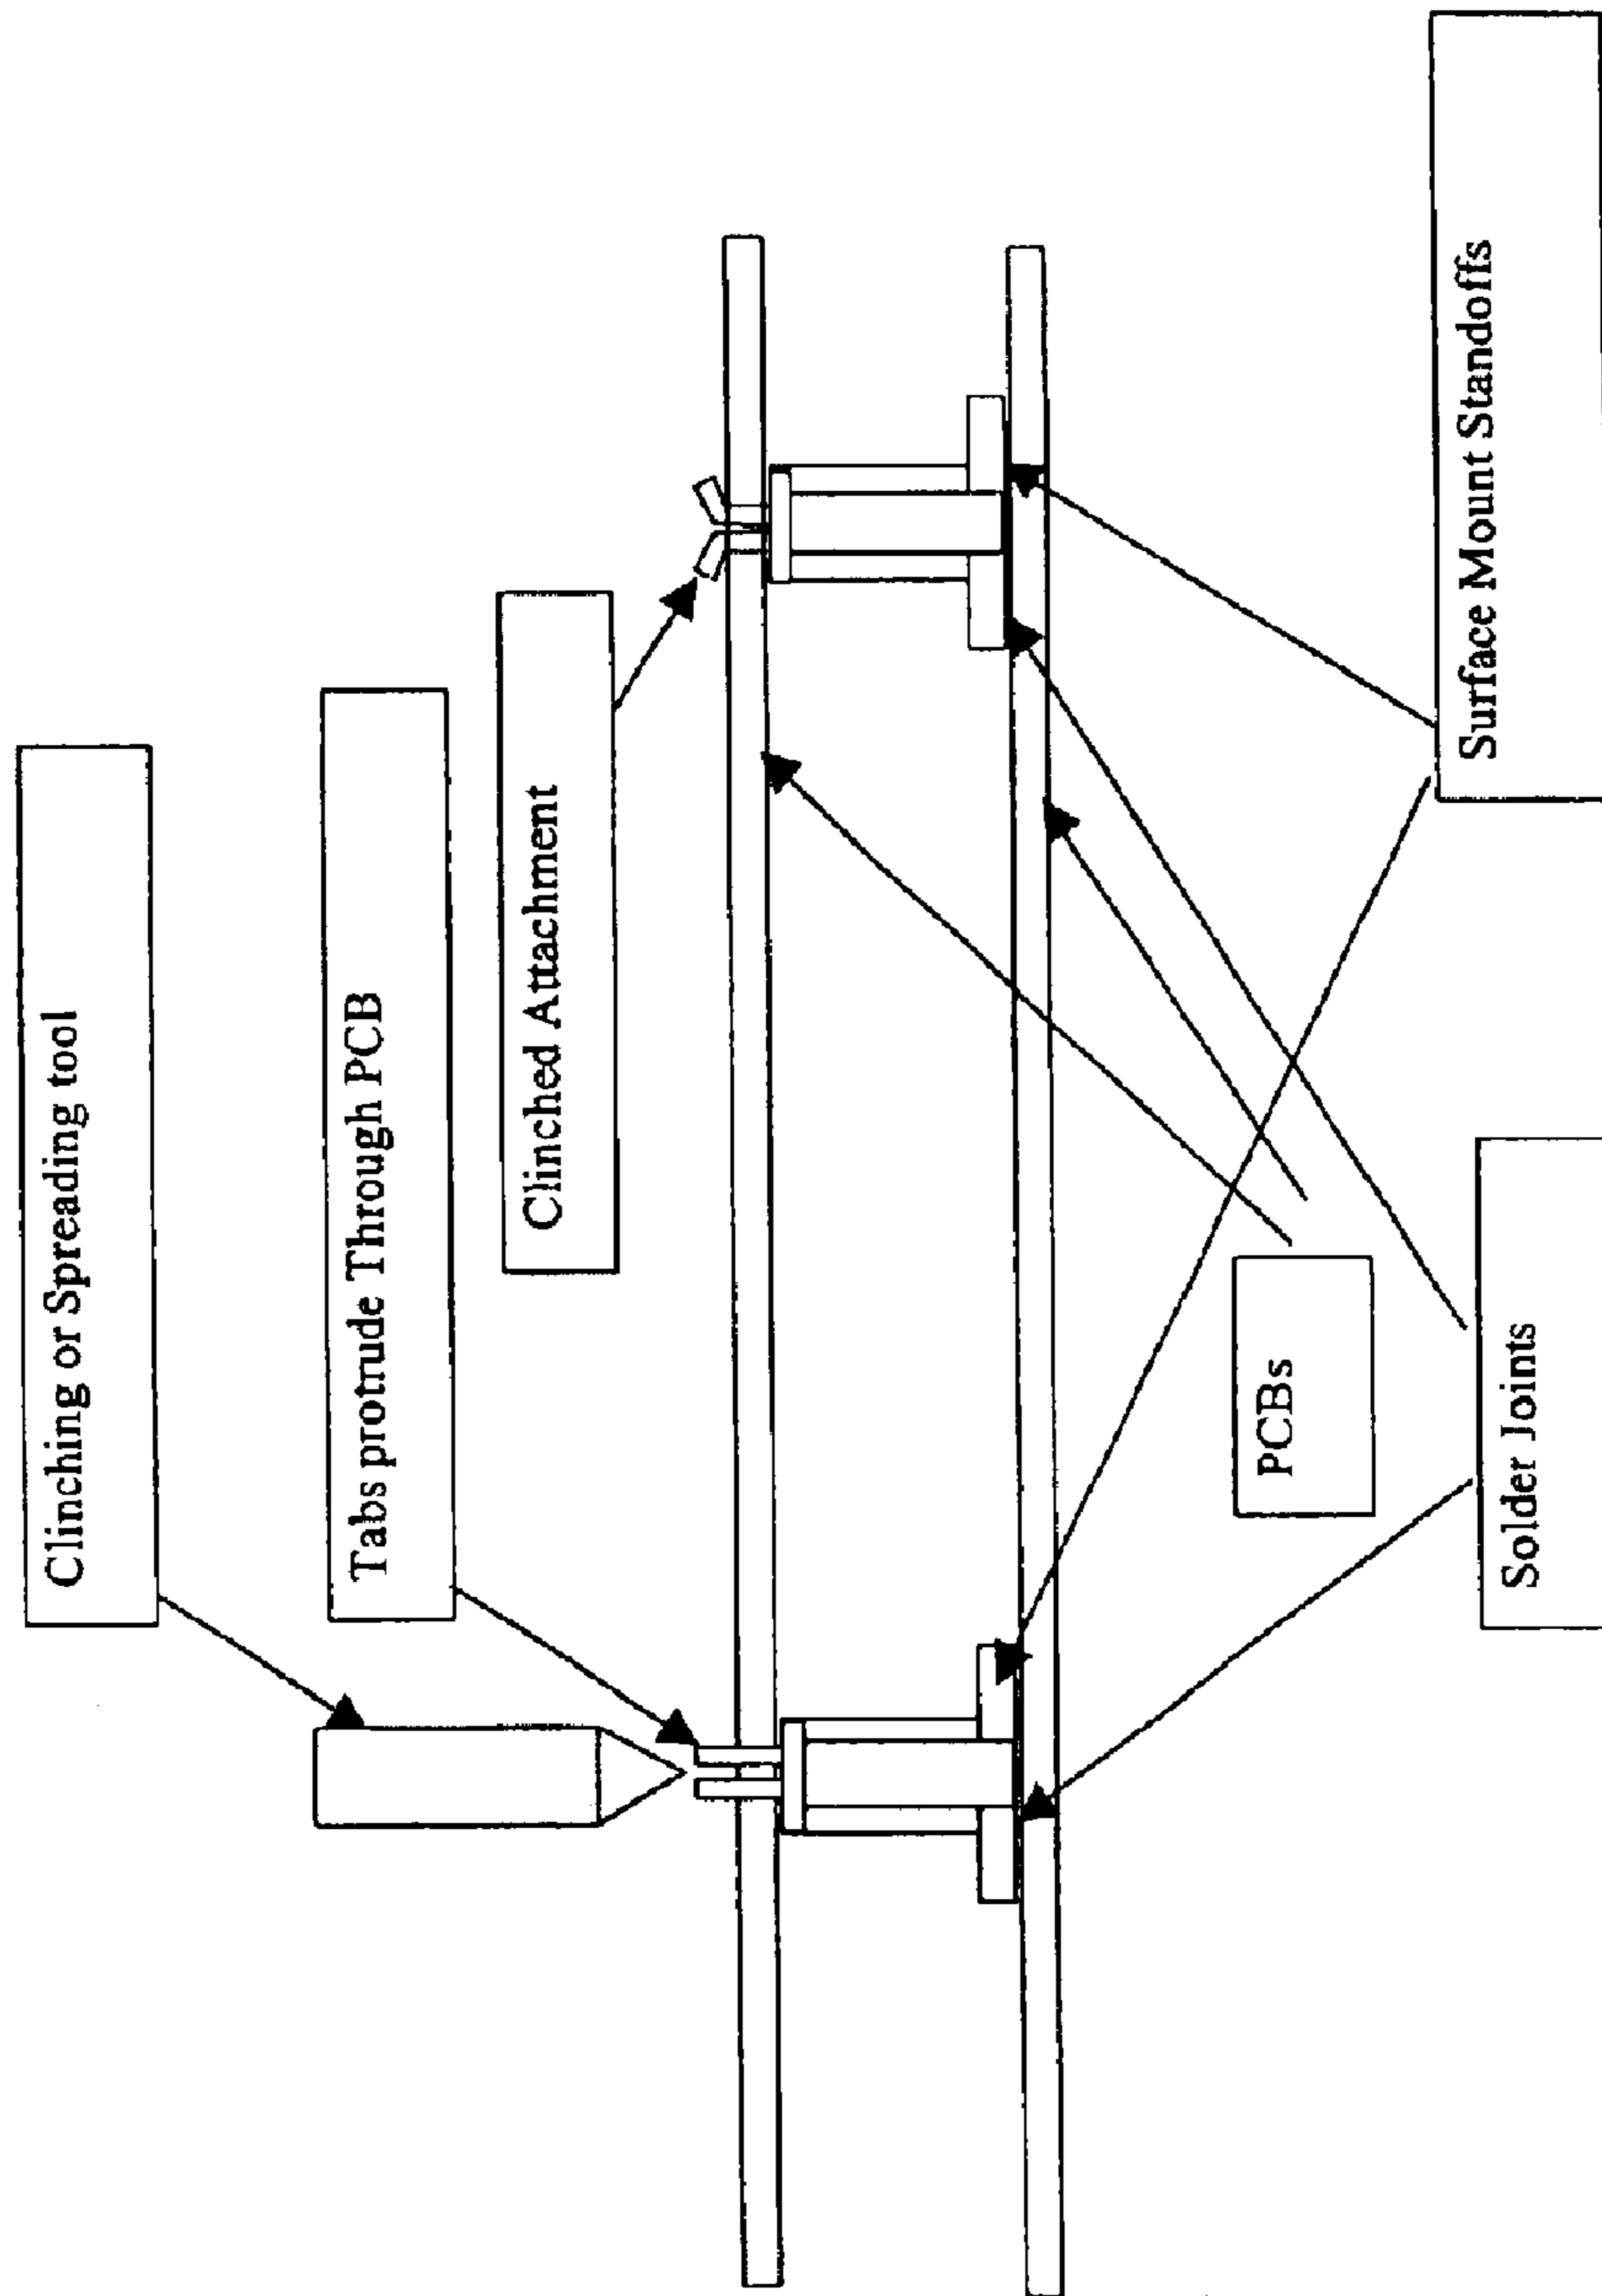 Clinching or Spreading tool
Tabs protrude Through PCB
Clinched Attachment
PCBs
Solder Joints
Surface Mount Standoffs